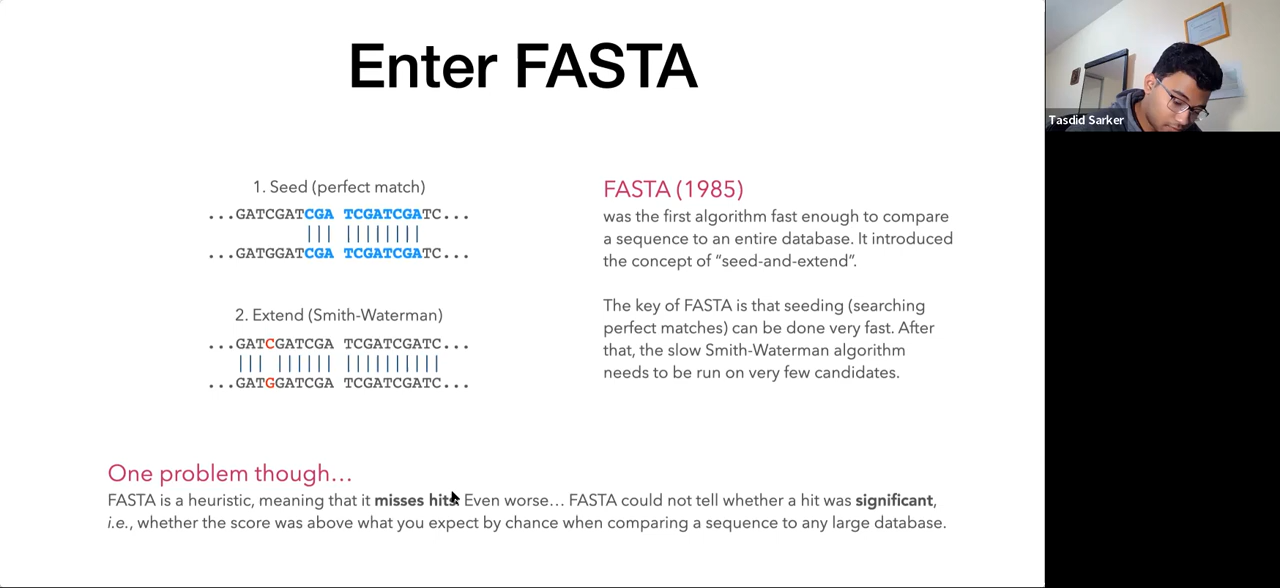 Enter FASTA
Tasdid Sarker
1. Seed (perfect match)
...GATCGATCGA TCGATCGATC...
||| ||||||||
...GATGGATCGA TCGATCGATC...
2. Extend (Smith-Waterman)
...GATCGATCGA TCGATCGATC...
||| |||||| ||||||||||
...GATGGATCGA TCGATCGATC...
FASTA (1985)
was the first algorithm fast enough to compare
a sequence to an entire database. It introduced
the concept of “seed-and-extend”.
The key of FASTA is that seeding (searching
perfect matches) can be done very fast. After
that, the slow Smith-Waterman algorithm
needs to be run on very few candidates.
One problem though…
FASTA is a heuristic, meaning that it misses hits. Even worse… FASTA could not tell whether a hit was significant,
i.e., whether the score was above what you expect by chance when comparing a sequence to any large database.